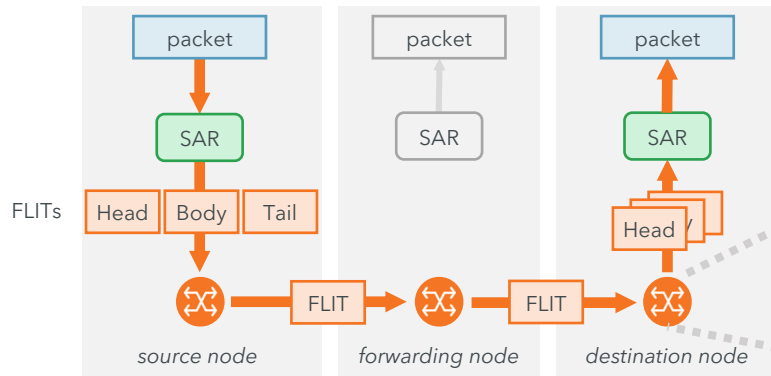 packet
packet
packet
SAR
SAR
SAR
FLITs
Head
Body
Tail
Head
FLIT
FLIT
source node
forwarding node
destination node